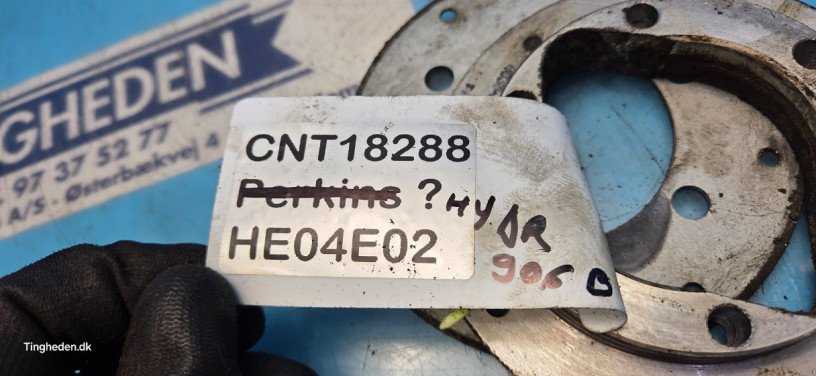 GHEDEN
97 37 52 77
A/S - Østerbækvej 4
CNT18288
Perkins ? HYDR
HE04E02 906 B
Tingheden.dk